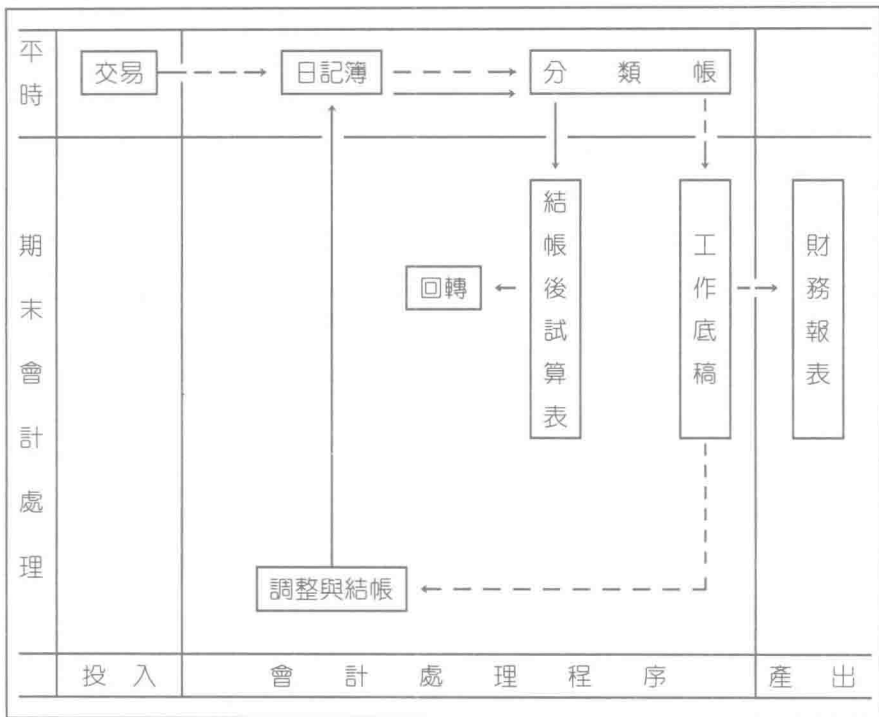 平時
交易
日記簿
分類帳
期末會計處理
結帳後試算表
工作底稿
財務報表
回轉
調整與結帳
投入
會計處理程序
產出